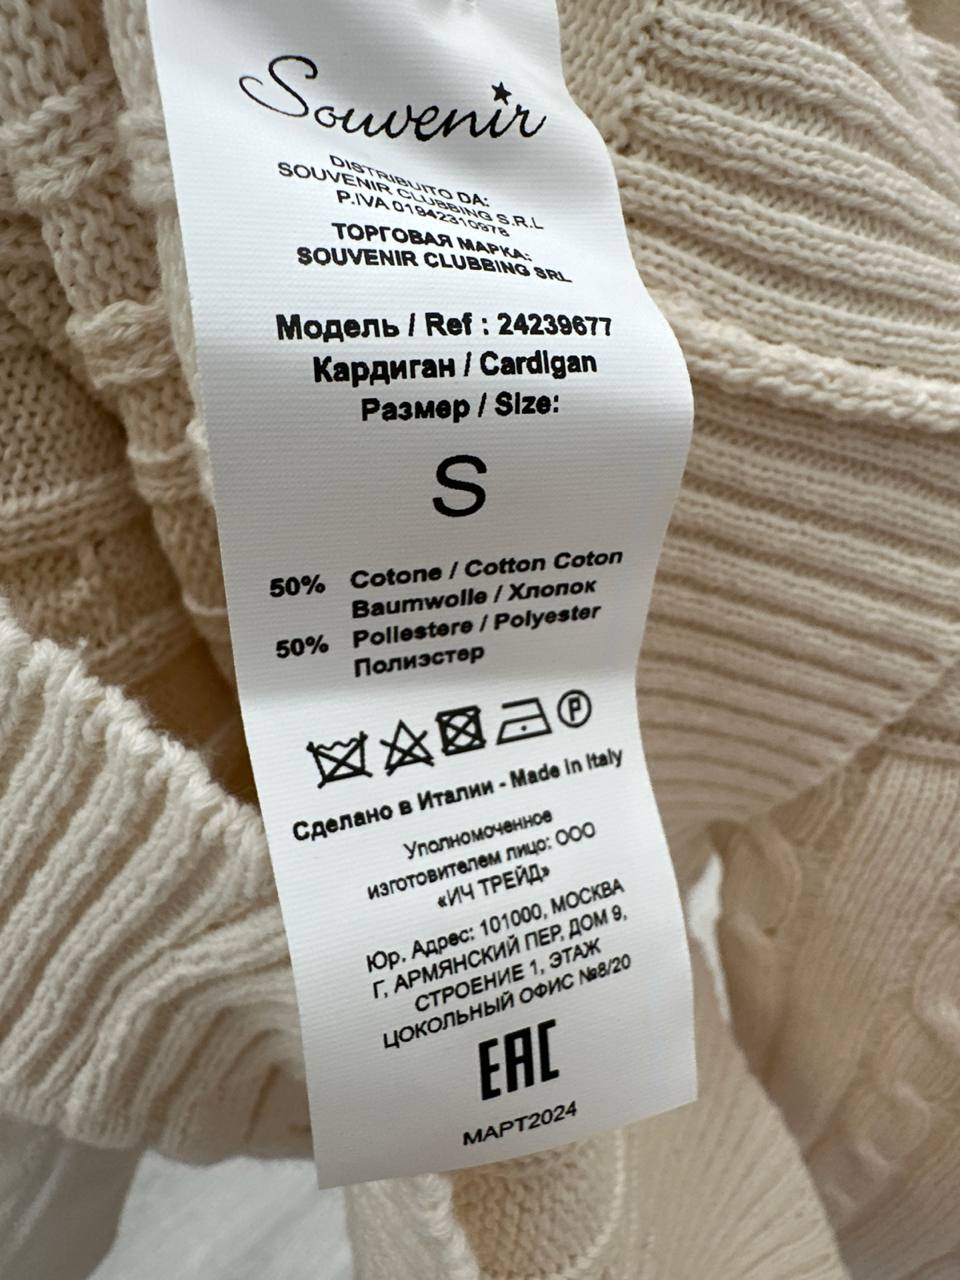 Souvenir
DISTRIBUITO DA:
SOUVENIR CLUBBING S.R.L
P.IVA 01942310978
ТОРГОВАЯ МАРКА:
SOUVENIR CLUBBING SRL
Модель / Ref : 24239677
Кардиган / Cardigan
Размер / Size:
S
50% Cotone / Cotton Coton
Baumwolle / Хлопок
50% Poliestere / Polyester
Полиэстер
P
Сделано в Италии - Made in Italy
Уполномоченное
изготовителем лицо: ООО
«ИЧ ТРЕЙД»
Юр. Адрес: 101000, МОСКВА
Г, АРМЯНСКИЙ ПЕР, ДОМ 9,
СТРОЕНИЕ 1, ЭТАЖ
ЦОКОЛЬНЫЙ ОФИС №8/20
EAC
МАРТ2024